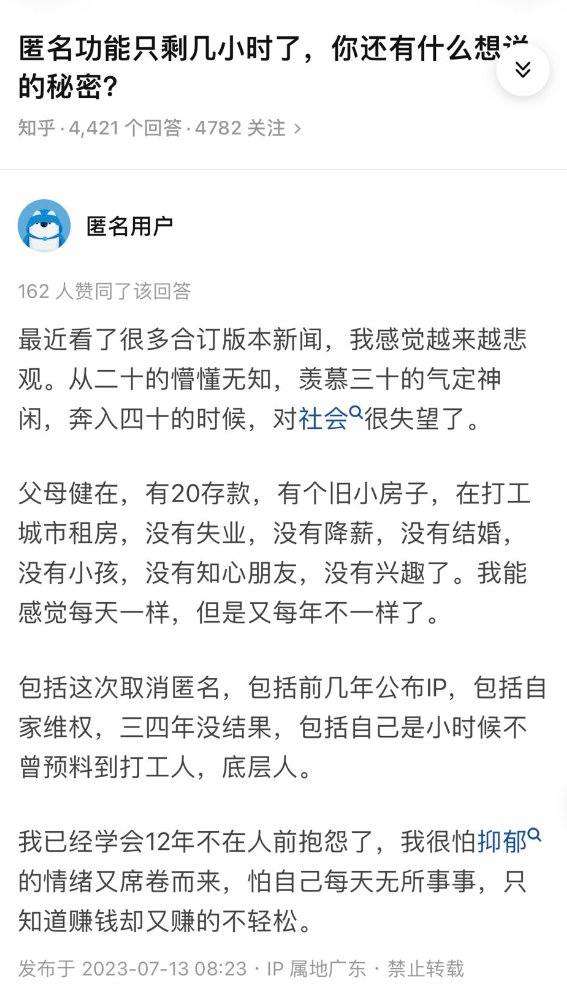 匿名功能只剩几小时了，你还有什么想说
的秘密？
知乎 · 4,421 个回答 · 4782 关注 >
匿名用户
162 人赞同了该回答
最近看了很多合订版本新闻，我感觉越来越悲
观。从二十的懵懂无知，羡慕三十的气定神
闲，奔入四十的时候，对社会很失望了。
父母健在，有20存款，有个旧小房子，在打工
城市租房，没有失业，没有降薪，没有结婚，
没有小孩，没有知心朋友，没有兴趣了。我能
感觉每天一样，但是又每年不一样了。
包括这次取消匿名，包括前几年公布IP，包括自
家维权，三四年没结果，包括自己是小时候不
曾预料到打工人，底层人。
我已经学会12年不在人前抱怨了，我很怕抑郁
的情绪又席卷而来，怕自己每天无所事事，只
知道赚钱却又赚的不轻松。
发布于 2023-07-13 08:23 · IP 属地广东 · 禁止转载